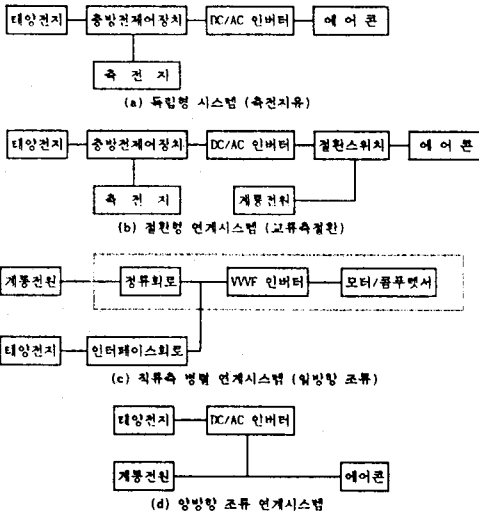 태양전지 충방전제어장치 DC/AC 인버터 에 어 콘
축 전 지
(a) 독립형 시스템 (축전지유)
태양전지 충방전제어장치 DC/AC 인버터 절환스위치 에 어 콘
축 전 지 계통전원
(b) 절환형 연계시스템 (교류측절환)
계통전원 정류회로 VVVF 인버터 모터/콤푸렛서
태양전지 인터페이스회로
(c) 직류측 병렬 연계시스템 (일방향 조류)
태양전지 DC/AC 인버터
계통전원 에어콘
(d) 양방향 조류 연계시스템